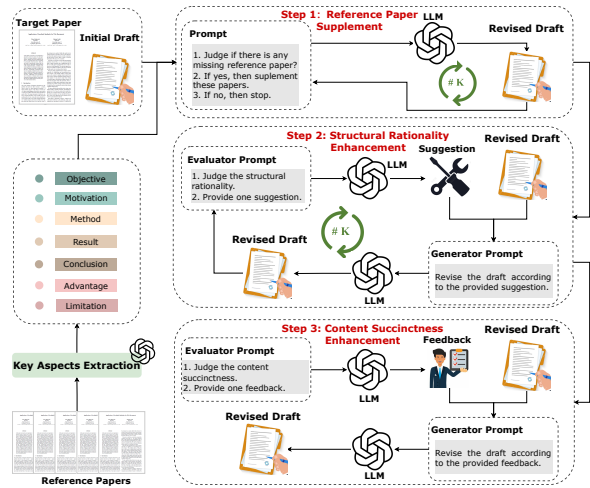 Target Paper
Initial Draft
Objective
Motivation
Method
Result
Conclusion
Advantage
Limitation
Key Aspects Extraction
Reference Papers
Step 1: Reference Paper
Supplement
Prompt
1. Judge if there is any
missing reference paper?
2. If yes, then suplement
these papers.
3. If no, then stop.
LLM
Revised Draft
# K
Step 2: Structural Rationality
Enhancement
Evaluator Prompt
1. Judge the structural
rationality.
2. Provide one suggestion.
LLM
Suggestion
Revised Draft
# K
Revised Draft
LLM
Generator Prompt
Revise the draft according
to the provided suggestion.
Step 3: Content Succinctness
Enhancement
Evaluator Prompt
1. Judge the content
succinctness.
2. Provide one feedback.
LLM
Feedback
Revised Draft
Revised Draft
LLM
Generator Prompt
Revise the draft according
to the provided feedback.